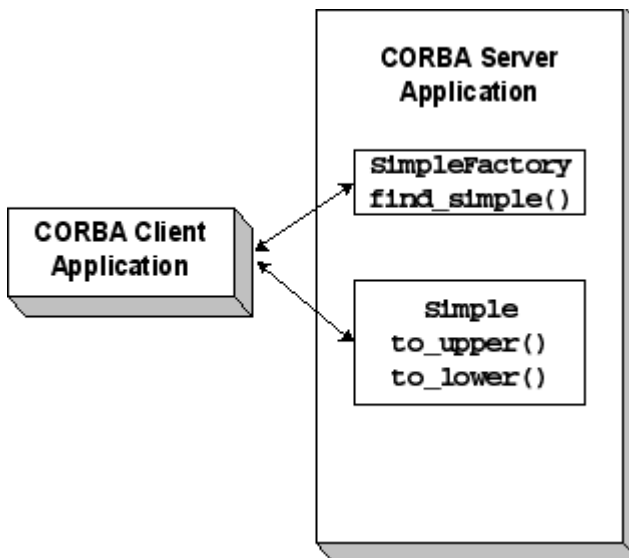 CORBA Server
Application
SimpleFactory
find_simple()
CORBA Client
Application
Simple
to_upper()
to_lower()